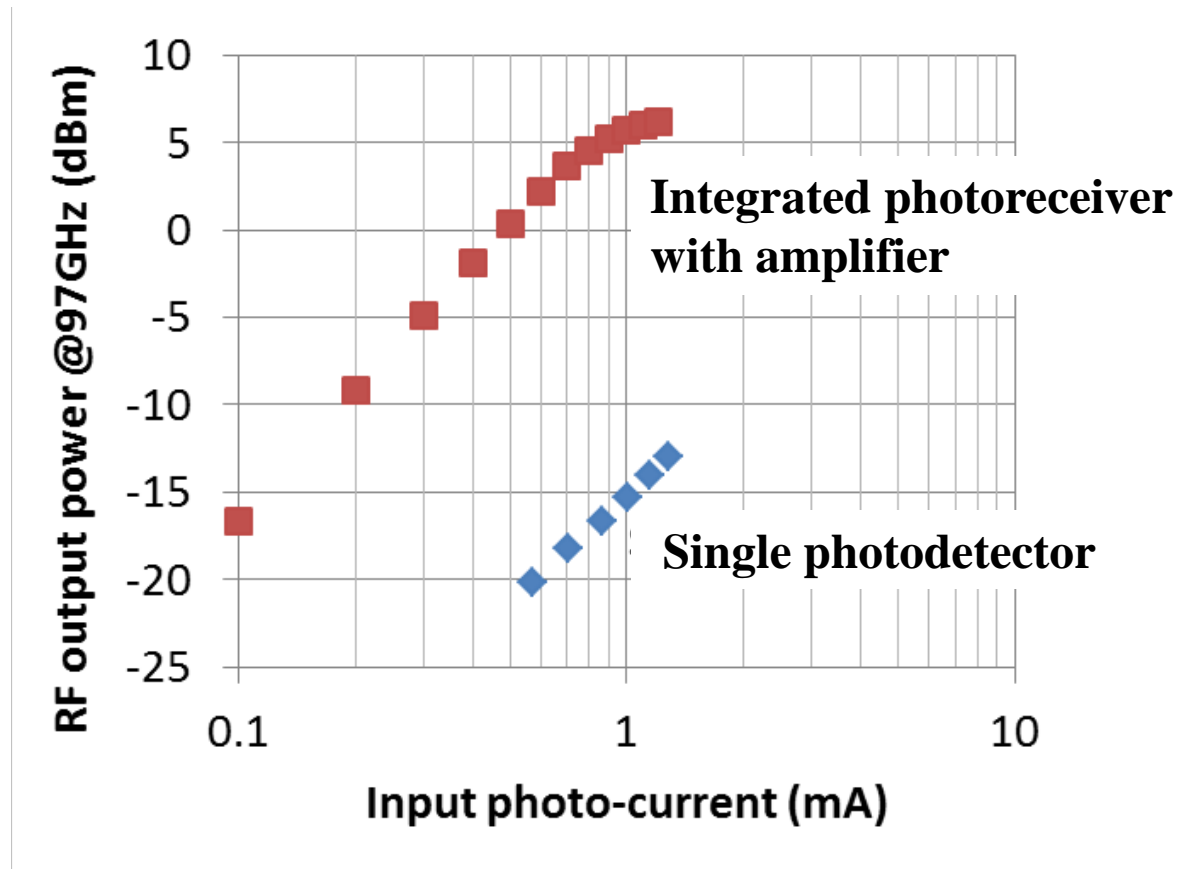 RF output power @97GHz (dBm)
10
5
0
-5
-10
-15
-20
-25
Integrated photoreceiver
with amplifier
Single photodetector
0.1
1
10
Input photo-current (mA)